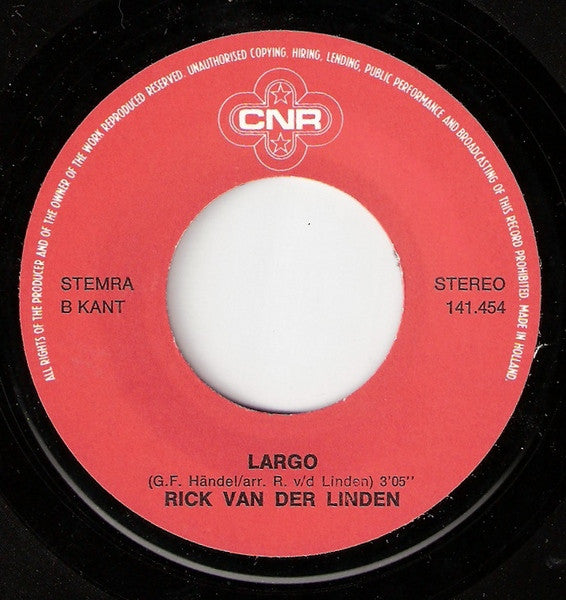 ALL RIGHTS OF THE PRODUCER AND OF THE OWNER OF THE WORK REPRODUCED RESERVED. UNAUTHORISED COPYING, HIRING, LENDING, PUBLIC PERFORMANCE AND BROADCASTING OF THIS RECORD PROHIBITED. MADE IN HOLLAND.
CNR
STEMRA
B KANT
STEREO
141.454
LARGO
(G.F. Händel/arr. R. v/d Linden) 3'05''
RICK VAN DER LINDEN